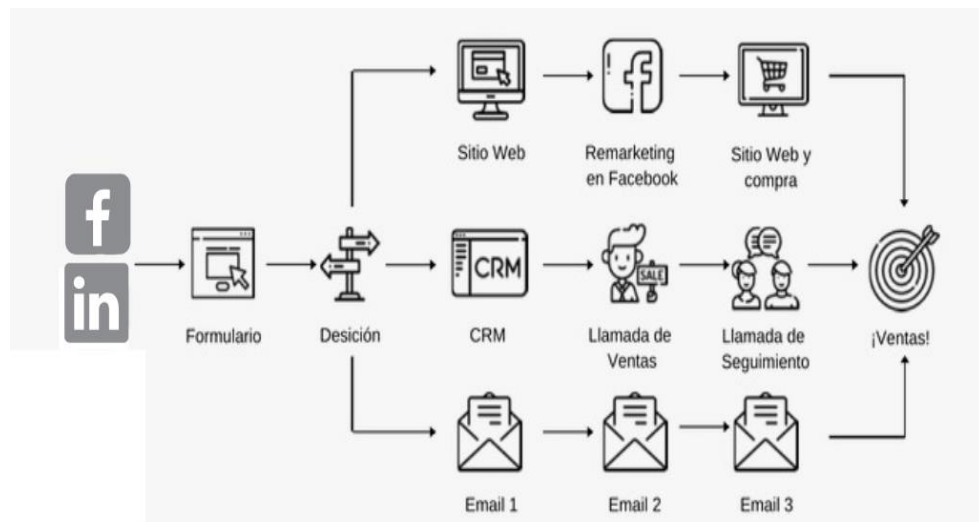 Sitio Web
Remarketing
en Facebook
Sitio Web y
compra
f
in
Formulario
Desición
CRM
CRM
SALE
Llamada de
Ventas
Llamada de
Seguimiento
¡Ventas!
Email 1
Email 2
Email 3